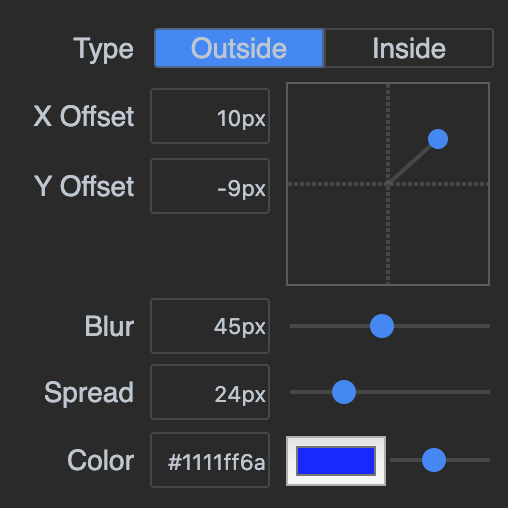 Type Outside Inside
X Offset 10px
Y Offset -9px
Blur 45px
Spread 24px
Color #1111ff6a